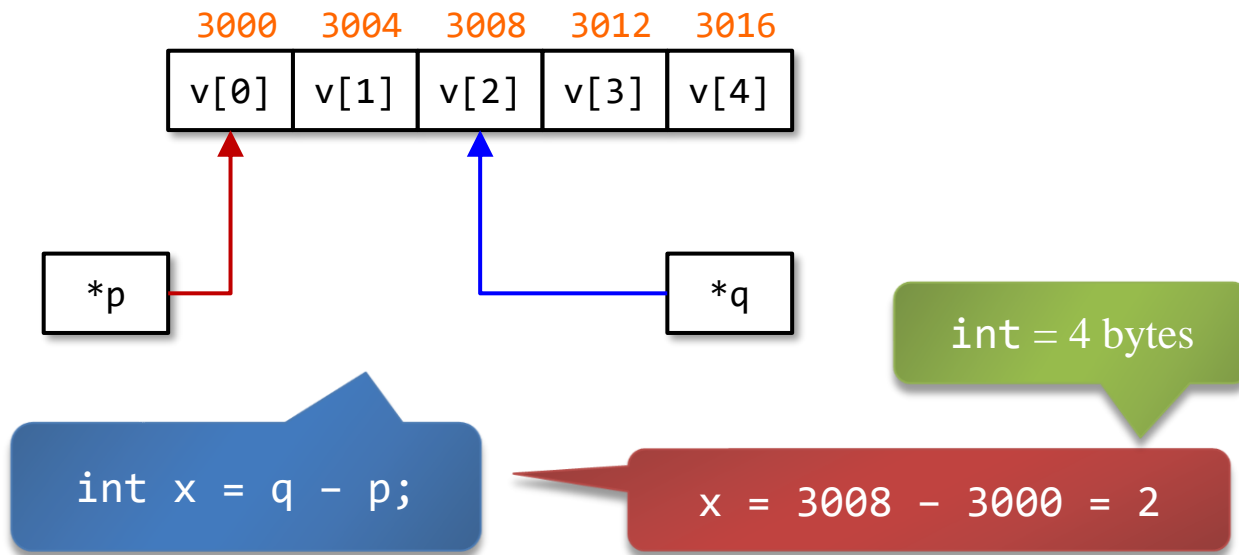 3000 3004 3008 3012 3016
v[0] v[1] v[2] v[3] v[4]
*p *q
int = 4 bytes
int x = q – p;
x = 3008 – 3000 = 2